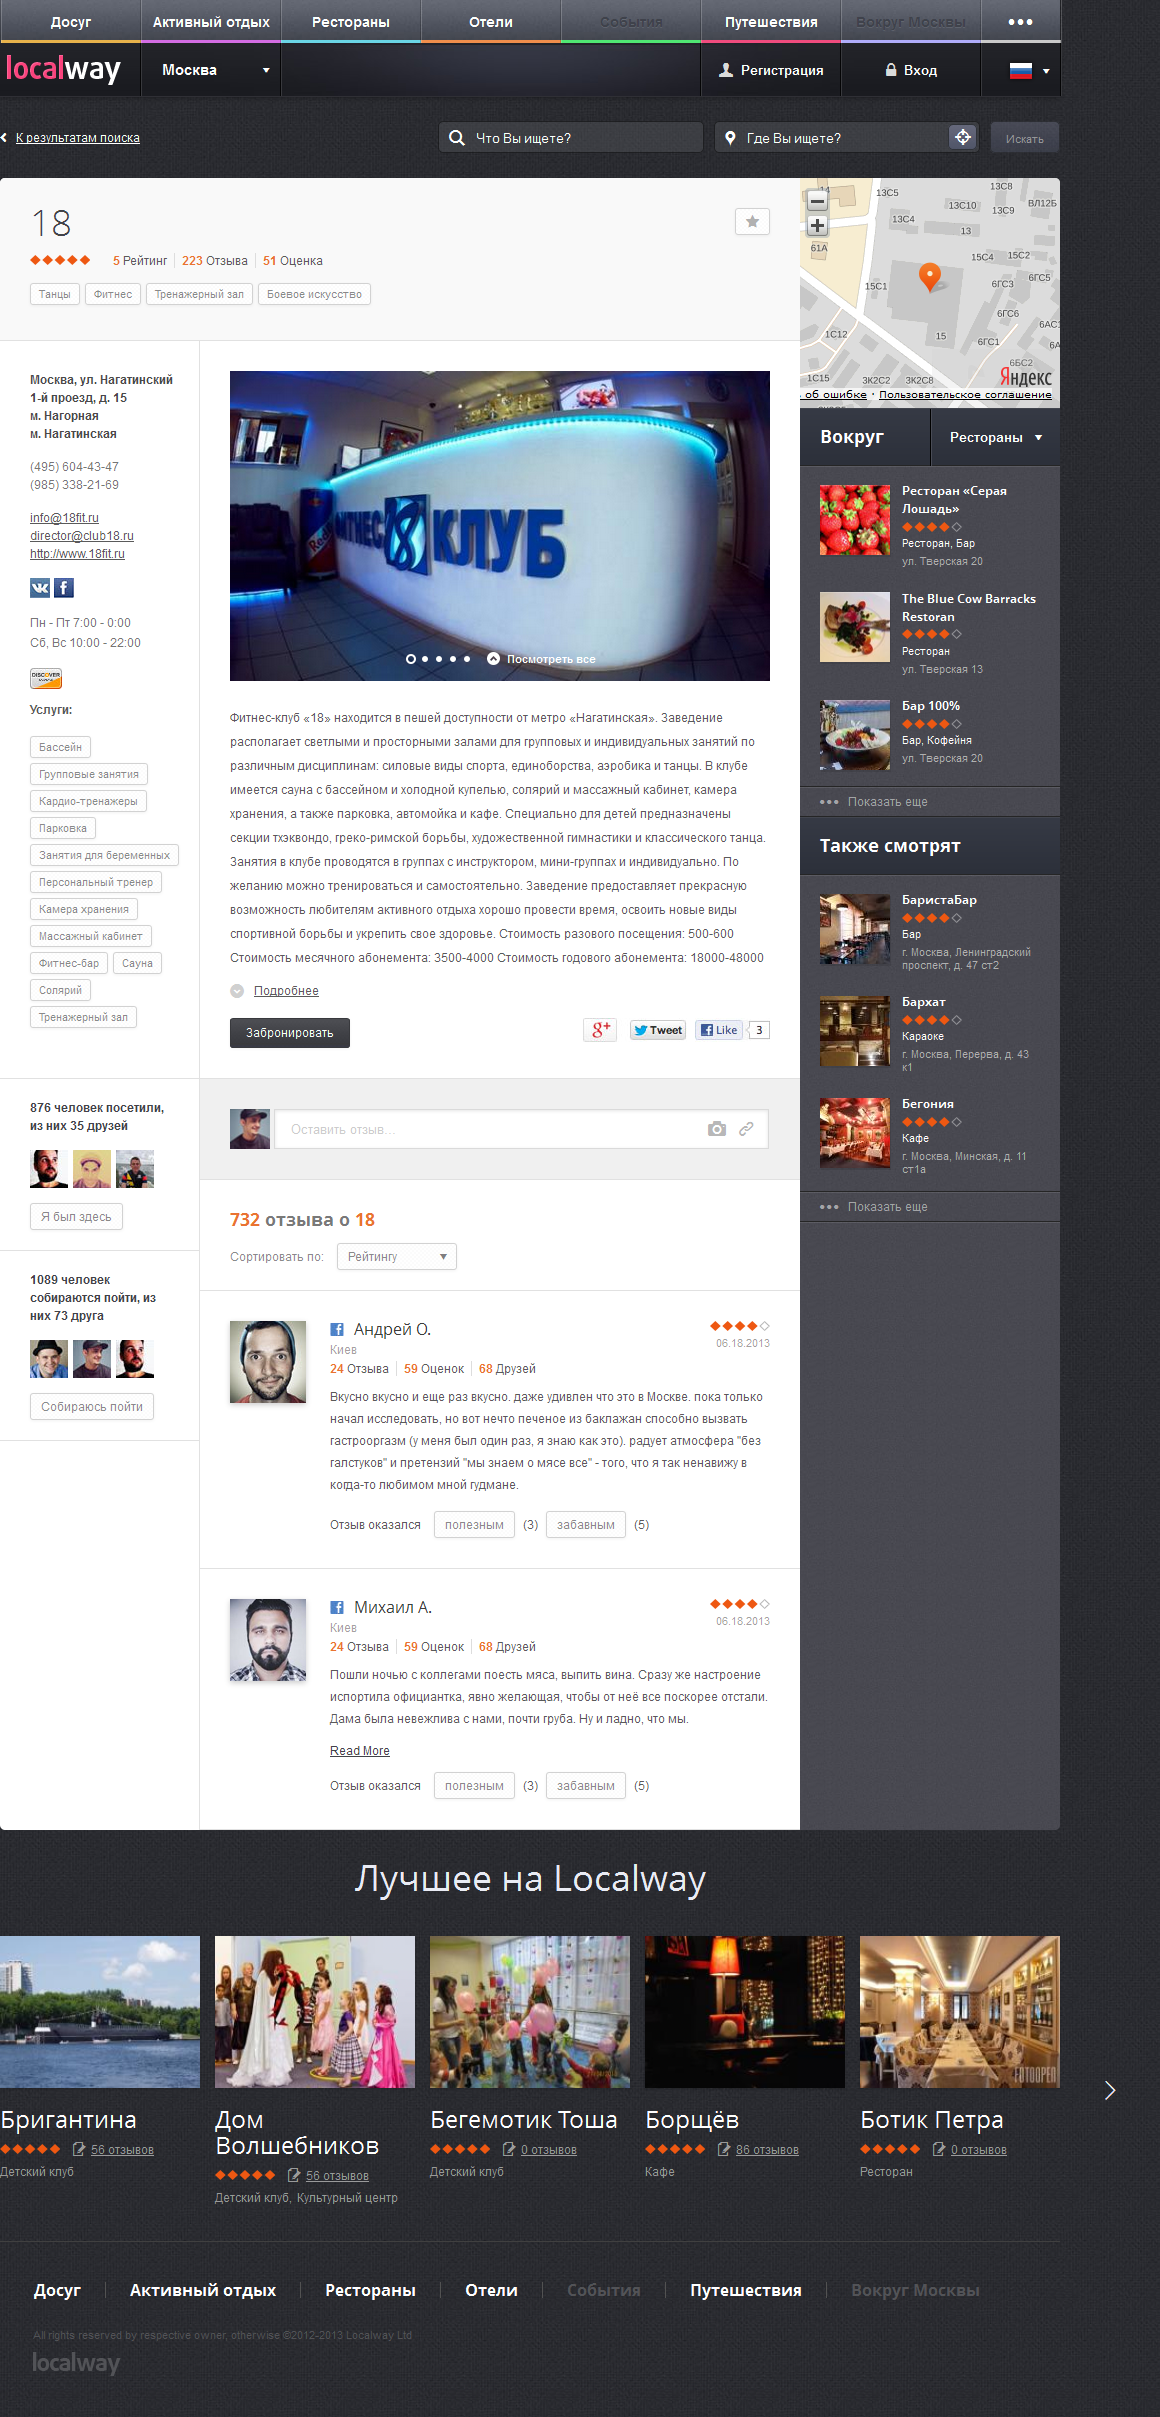 Досуг
Активный отдых
Рестораны
Отели
События
Путешествия
Вокруг Москвы
localway
Москва
Регистрация
Вход
К результатам поиска
Что Вы ищете?
Где Вы ищете?
Искать
18
5 Рейтинг
223 Отзыва
51 Оценка
Танцы
Фитнес
Тренажерный зал
Боевое искусство
14
13С5
13С8
13С10
13С9
ВЛ12Б
13С4
13
61А
15С4
15С2
6ГС5
6ГС3
15С1
6ГС6
6АС
1С12
15
6ГС1
6А
6БС2
1С15
3К2С2
3К2С8
Яндекс
об ошибке · Пользовательское соглашение
Москва, ул. Нагатинский
1-й проезд, д. 15
м. Нагорная
м. Нагатинская
(495) 604-43-47
(985) 338-21-69
info@18fit.ru
director@club18.ru
http://www.18fit.ru
Пн - Пт 7:00 - 0:00
Сб, Вс 10:00 - 22:00
DISCOVER
Услуги:
Бассейн
Групповые занятия
Кардио-тренажеры
Парковка
Занятия для беременных
Персональный тренер
Камера хранения
Массажный кабинет
Фитнес-бар
Сауна
Солярий
Тренажерный зал
НЕС 18 КЛУБ
Посмотреть все
Фитнес-клуб «18» находится в пешей доступности от метро «Нагатинская». Заведение
располагает светлыми и просторными залами для групповых и индивидуальных занятий по
различным дисциплинам: силовые виды спорта, единоборства, аэробика и танцы. В клубе
имеется сауна с бассейном и холодной купелью, солярий и массажный кабинет, камера
хранения, а также парковка, автомойка и кафе. Специально для детей предназначены
секции тхэквондо, греко-римской борьбы, художественной гимнастики и классического танца.
Занятия в клубе проводятся в группах с инструктором, мини-группах и индивидуально. По
желанию можно тренироваться и самостоятельно. Заведение предоставляет прекрасную
возможность любителям активного отдыха хорошо провести время, освоить новые виды
спортивной борьбы и укрепить свое здоровье. Стоимость разового посещения: 500-600
Стоимость месячного абонемента: 3500-4000 Стоимость годового абонемента: 18000-48000
Подробнее
Забронировать
g+
Tweet
Like
3
Вокруг
Рестораны
Ресторан «Серая
Лошадь»
Ресторан, Бар
ул. Тверская 20
The Blue Cow Barracks
Restoran
Ресторан
ул. Тверская 13
Бар 100%
Бар, Кофейня
ул. Тверская 20
Показать еще
Также смотрят
БаристаБар
Бар
г. Москва, Ленинградский
проспект, д. 47 ст2
Бархат
Караоке
г. Москва, Перерва, д. 43
к1
Бегония
Кафе
г. Москва, Минская, д. 11
ст1а
Показать еще
876 человек посетили,
из них 35 друзей
Я был здесь
1089 человек
собираются пойти, из
них 73 друга
Собираюсь пойти
Оставить отзыв...
732 отзыва о 18
Сортировать по:
Рейтингу
Андрей О.
Киев
06.18.2013
24 Отзыва
59 Оценок
68 Друзей
Вкусно вкусно и еще раз вкусно. даже удивлен что это в Москве. пока только
начал исследовать, но вот нечто печеное из баклажан способно вызвать
гастрооргазм (у меня был один раз, я знаю как это). радует атмосфера "без
галстуков" и претензий "мы знаем о мясе все" - того, что я так ненавижу в
когда-то любимом мной гудмане.
Отзыв оказался
полезным
(3)
забавным
(5)
Михаил А.
Киев
06.18.2013
24 Отзыва
59 Оценок
68 Друзей
Пошли ночью с коллегами поесть мяса, выпить вина. Сразу же настроение
испортила официантка, явно желающая, чтобы от неё все поскорее отстали.
Дама была невежлива с нами, почти груба. Ну и ладно, что мы.
Read More
Отзыв оказался
полезным
(3)
забавным
(5)
Лучшее на Localway
Бригантина
56 отзывов
Детский клуб
Дом
Волшебников
56 отзывов
Детский клуб, Культурный центр
Бегемотик Тоша
0 отзывов
Детский клуб
Борщёв
86 отзывов
Кафе
Ботик Петра
0 отзывов
Ресторан
Досуг
Активный отдых
Рестораны
Отели
События
Путешествия
Вокруг Москвы
All rights reserved by respective owner, otherwise ©2012-2013 Localway Ltd
localway